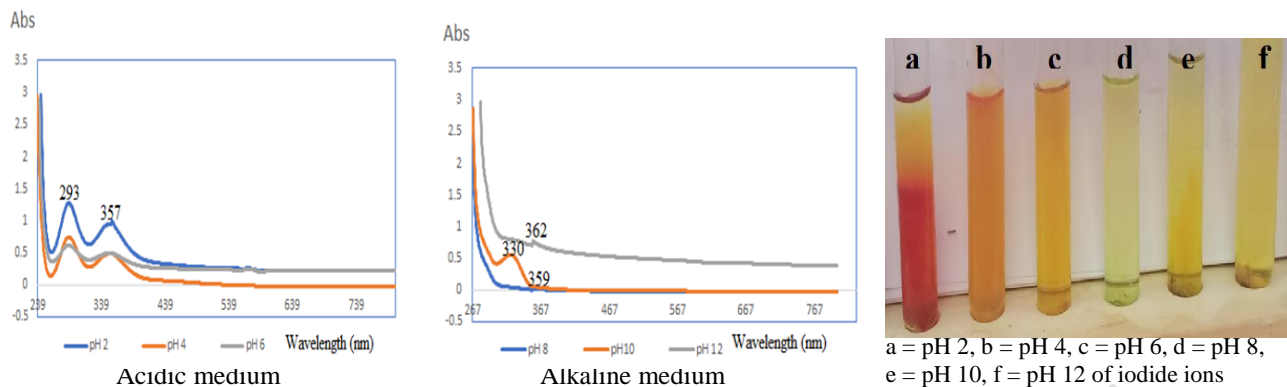 Abs
3.5
3
2.5
2
1.5
1
0.5
0
-0.5
293
357
239 339 439 539 639 739
Wavelength (nm)
pH 2 pH 4 pH 6
Acidic medium
Abs
3.5
3
2.5
2
1.5
1
0.5
0
-0.5
362
330
359
267 367 467 567 667 767
Wavelength (nm)
pH 8 pH10 pH 12
Alkaline medium
a b c d e f
a = pH 2, b = pH 4, c = pH 6, d = pH 8,
e = pH 10, f = pH 12 of iodide ions